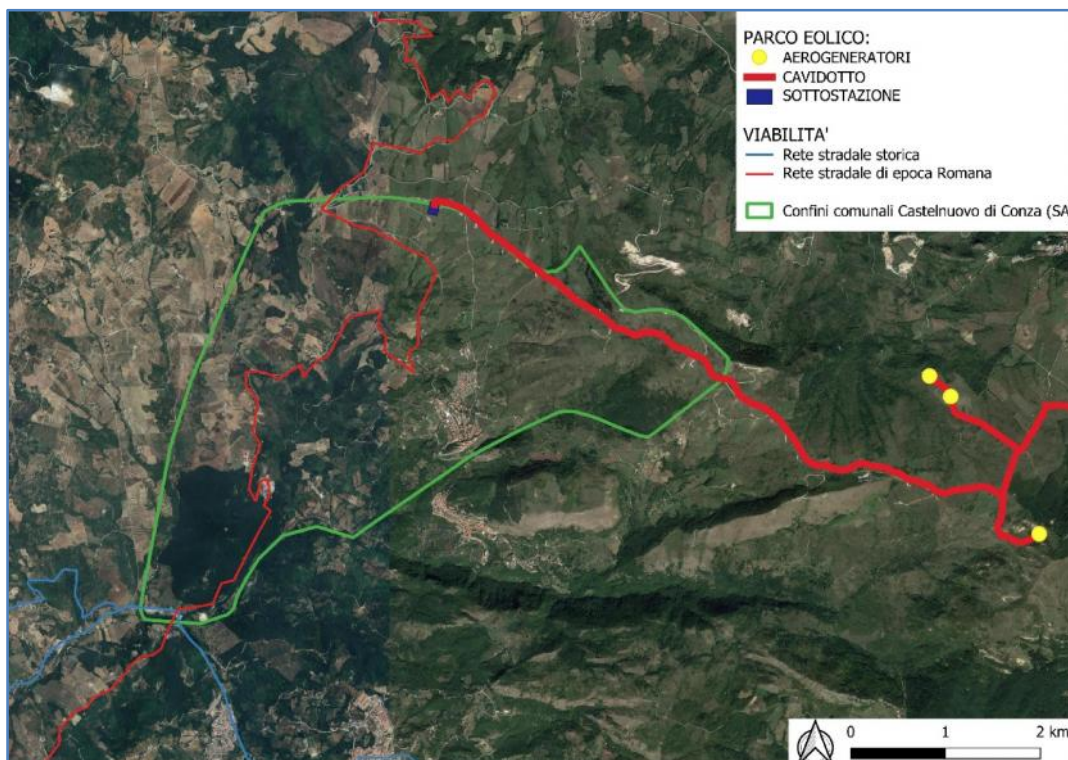 PARCO EOLICO:
AEROGENERATORI
CAVIDOTTO
SOTTOSTAZIONE
VIABILITA'
Rete stradale storica
Rete stradale di epoca Romana
Confini comunali Castelnuovo di Conza (SA
0 1 2 km